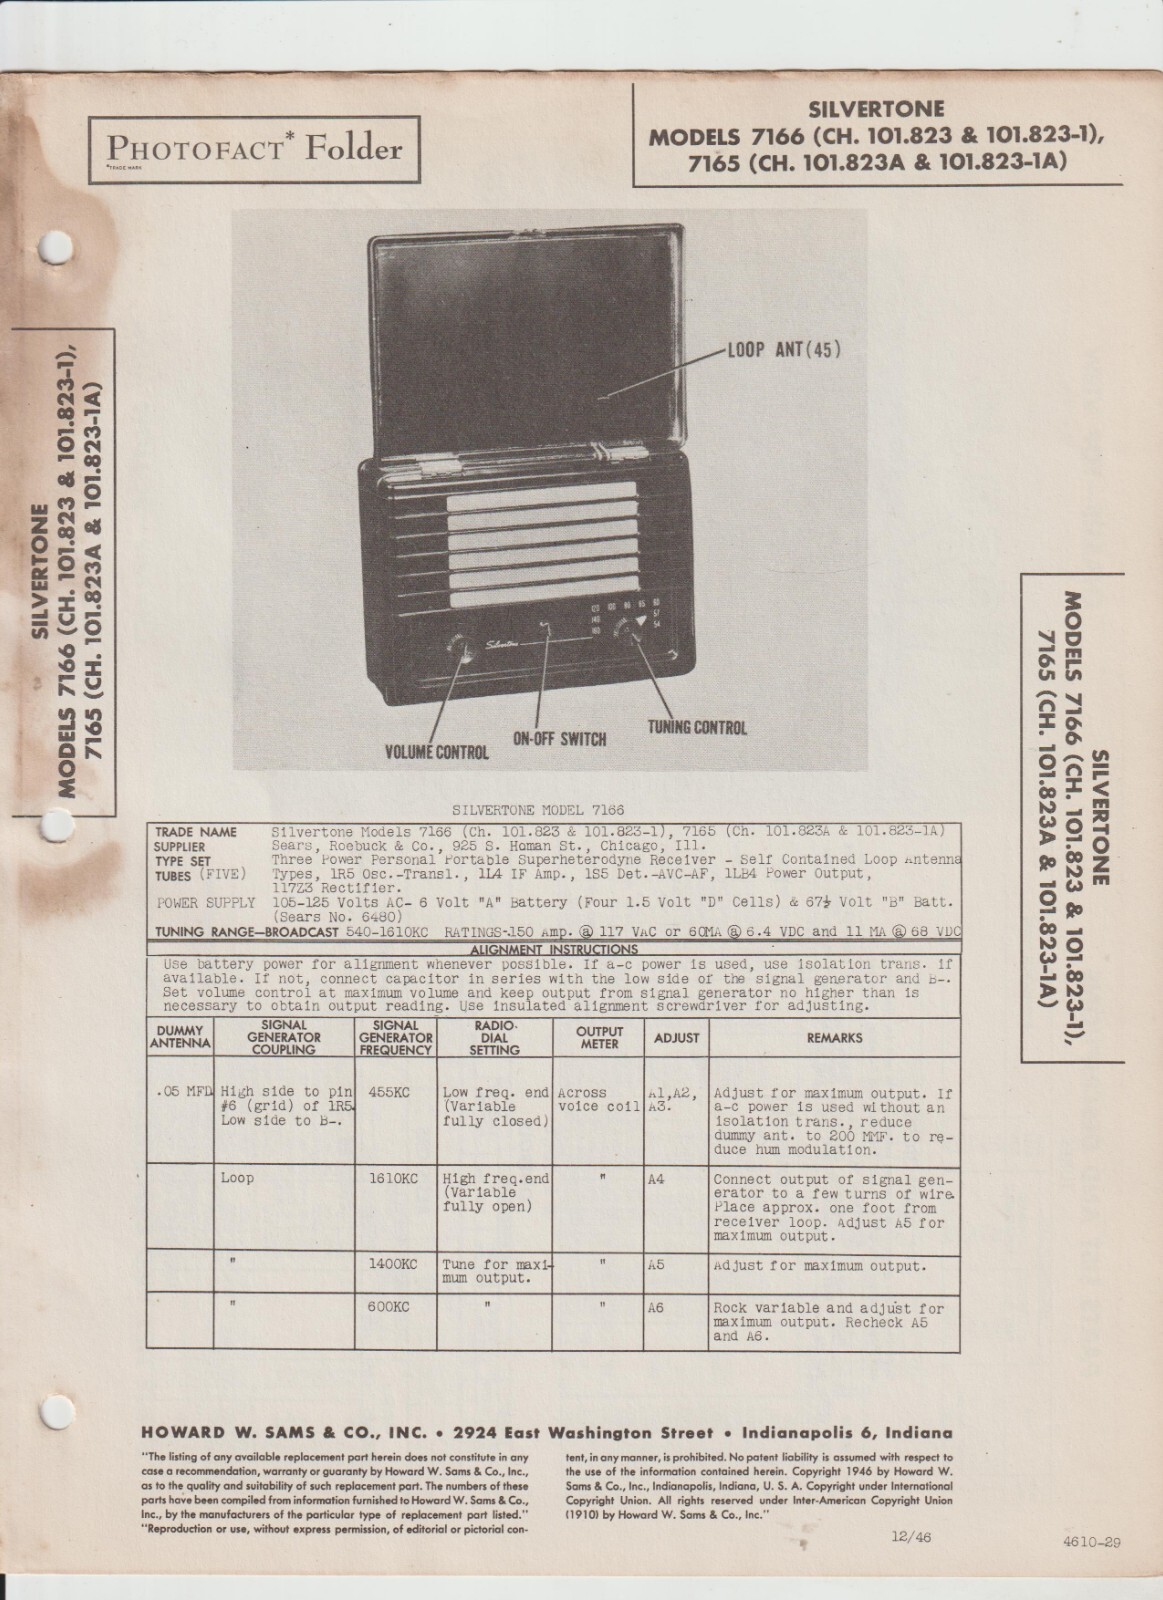 PHOTOFACT* Folder
*TRADE MARK
SILVERTONE
MODELS 7166 (CH. 101.823 & 101.823-1),
7165 (CH. 101.823A & 101.823-1A)
SILVERTONE
MODELS 7166 (CH. 101.823 & 101.823-1),
7165 (CH. 101.823A & 101.823-1A)
LOOP ANT (45)
Silvertone
120 100 80 65 60
140 57
160 54
VOLUME CONTROL
ON-OFF SWITCH
TUNING CONTROL
SILVERTONE
MODELS 7166 (CH. 101.823 & 101.823-1),
7165 (CH. 101.823A & 101.823-1A)
SILVERTONE MODEL 7166
TRADE NAME Silvertone Models 7166 (Ch. 101.823 & 101.823-1), 7165 (Ch. 101.823A & 101.823-1A)
SUPPLIER Sears, Roebuck & Co., 925 S. Homan St., Chicago, Ill.
TYPE SET Three Power Personal Portable Superheterodyne Receiver - Self Contained Loop Antenna
TUBES (FIVE) Types, 1R5 Osc.-Transl., 1L4 IF Amp., 1S5 Det.-AVC-AF, 1LB4 Power Output,
117Z3 Rectifier.
POWER SUPPLY 105-125 Volts AC- 6 Volt "A" Battery (Four 1.5 Volt "D" Cells) & 67½ Volt "B" Batt.
(Sears No. 6480)
TUNING RANGE—BROADCAST 540-1610KC RATINGS-.150 Amp. @ 117 VAC or 60MA @ 6.4 VDC and 11 MA @ 68 VDC
ALIGNMENT INSTRUCTIONS
Use battery power for alignment whenever possible. If a-c power is used, use isolation trans. if
available. If not, connect capacitor in series with the low side of the signal generator and B-.
Set volume control at maximum volume and keep output from signal generator no higher than is
necessary to obtain output reading. Use insulated alignment screwdriver for adjusting.
DUMMY ANTENNA
SIGNAL GENERATOR COUPLING
SIGNAL GENERATOR FREQUENCY
RADIO-DIAL SETTING
OUTPUT METER
ADJUST
REMARKS
.05 MFD High side to pin 455KC Low freq. end Across A1,A2, Adjust for maximum output. If
#6 (grid) of 1R5. (Variable voice coil A3. a-c power is used without an
Low side to B-. fully closed) isolation trans., reduce
dummy ant. to 200 MMF. to re-
duce hum modulation.
Loop 1610KC High freq.end " A4 Connect output of signal gen-
(Variable erator to a few turns of wire.
fully open) Place approx. one foot from
receiver loop. Adjust A5 for
maximum output.
" 1400KC Tune for maxi- " A5 Adjust for maximum output.
mum output.
" 600KC " " A6 Rock variable and adjust for
maximum output. Recheck A5
and A6.
HOWARD W. SAMS & CO., INC. • 2924 East Washington Street • Indianapolis 6, Indiana
"The listing of any available replacement part herein does not constitute in any
case a recommendation, warranty or guaranty by Howard W. Sams & Co., Inc.,
as to the quality and suitability of such replacement part. The numbers of these
parts have been compiled from information furnished to Howard W. Sams & Co.,
Inc., by the manufacturers of the particular type of replacement part listed."
"Reproduction or use, without express permission, of editorial or pictorial con-
tent, in any manner, is prohibited. No patent liability is assumed with respect to
the use of the information contained herein. Copyright 1946 by Howard W.
Sams & Co., Inc., Indianapolis, Indiana, U. S. A. Copyright under International
Copyright Union. All rights reserved under Inter-American Copyright Union
(1910) by Howard W. Sams & Co., Inc."
12/46
4610-29